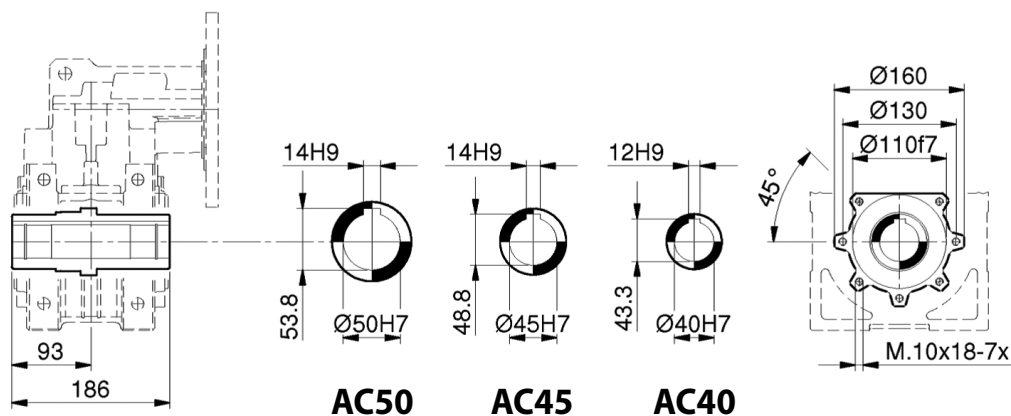 93
186
14H9
53.8
Ø50H7
AC50
14H9
48.8
Ø45H7
AC45
12H9
43.3
Ø40H7
AC40
Ø160
Ø130
Ø110f7
45°
M.10x18-7x